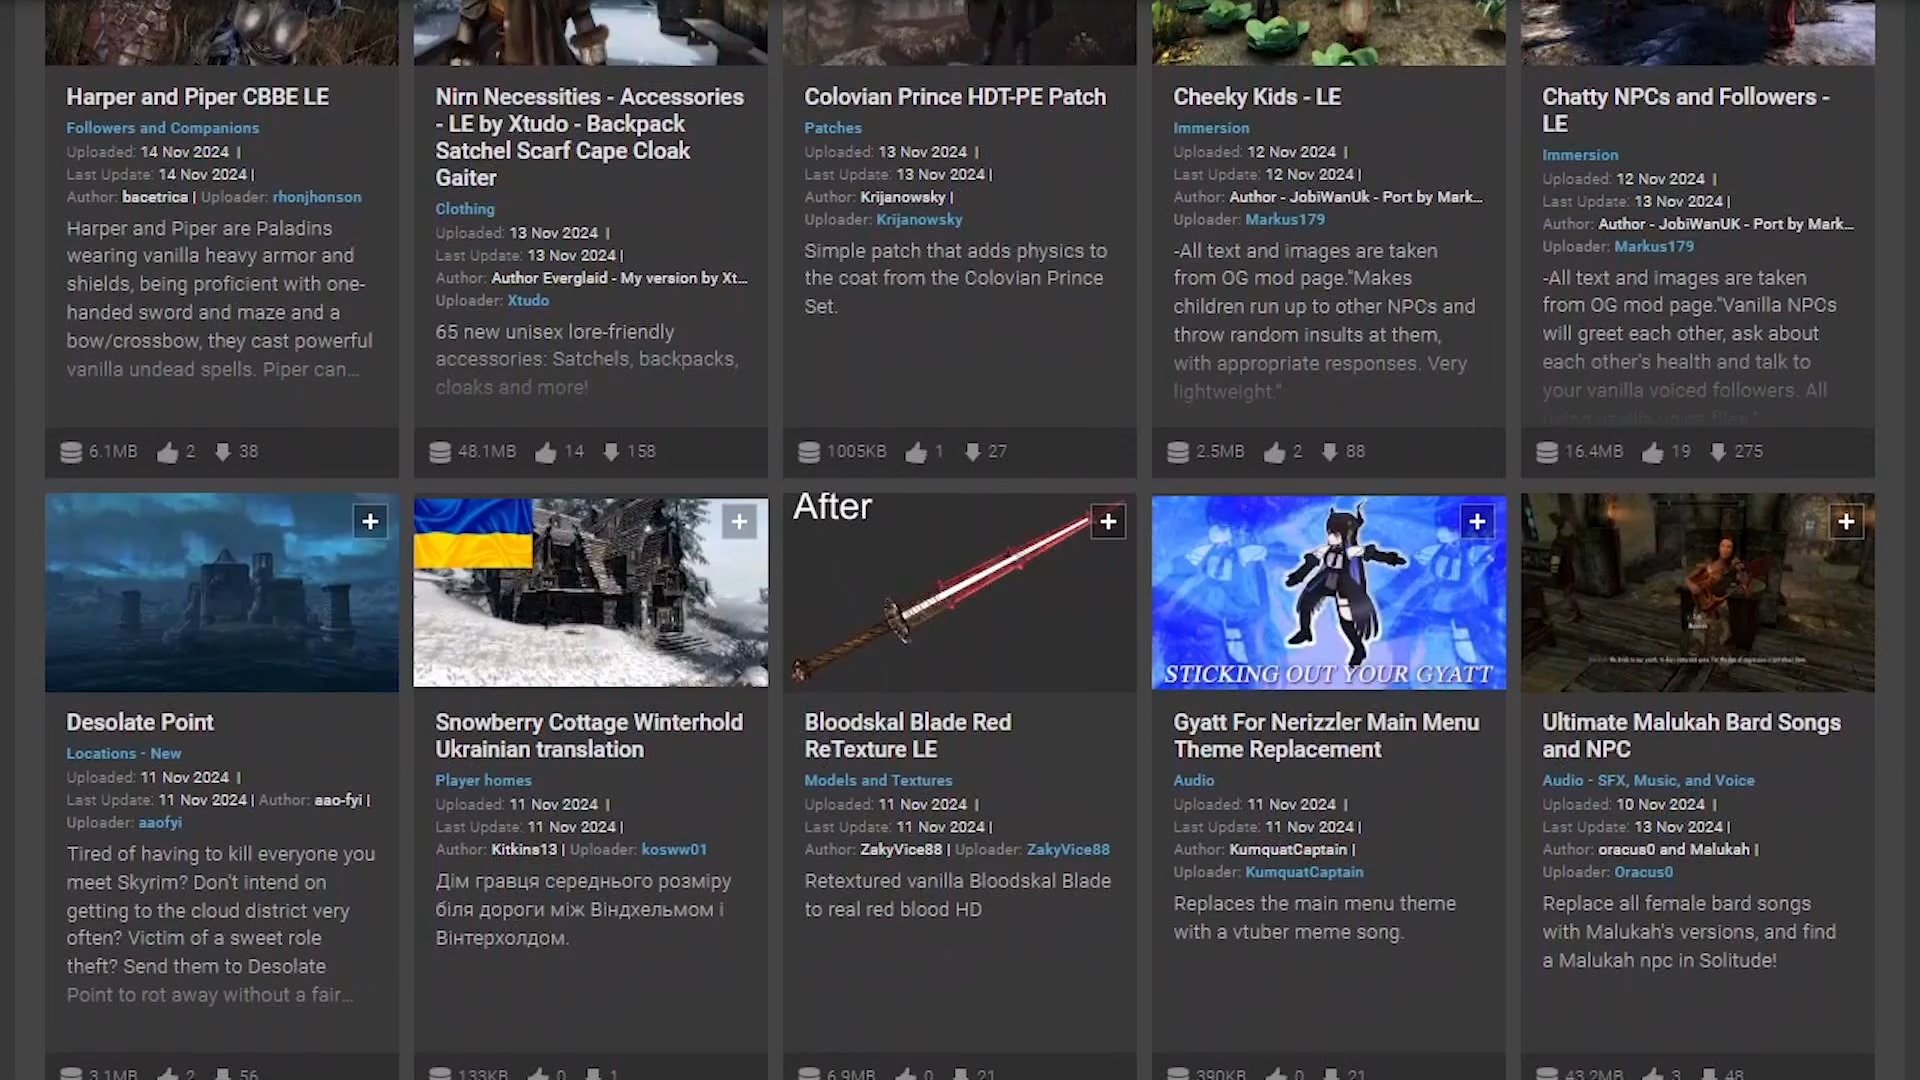 Harper and Piper CBBE LE
Followers and Companions
Uploaded: 14 Nov 2024 |
Last Update: 14 Nov 2024 |
Author: bacetrica | Uploader: rhonjhonson
Harper and Piper are Paladins
wearing vanilla heavy armor and
shields, being proficient with one-
handed sword and maze and a
bow/crossbow, they cast powerful
vanilla undead spells. Piper can...
6.1MB 2 38
Nirn Necessities - Accessories
- LE by Xtudo - Backpack
Satchel Scarf Cape Cloak
Gaiter
Clothing
Uploaded: 13 Nov 2024 |
Last Update: 13 Nov 2024 |
Author: Author Everglaid - My version by Xt...
Uploader: Xtudo
65 new unisex lore-friendly
accessories: Satchels, backpacks,
cloaks and more!
48.1MB 14 158
Colovian Prince HDT-PE Patch
Patches
Uploaded: 13 Nov 2024 |
Last Update: 13 Nov 2024 |
Author: Krijanowsky |
Uploader: Krijanowsky
Simple patch that adds physics to
the coat from the Colovian Prince
Set.
1005KB 1 27
Cheeky Kids - LE
Immersion
Uploaded: 12 Nov 2024 |
Last Update: 12 Nov 2024 |
Author: Author - JobiWanUk - Port by Mark...
Uploader: Markus179
-All text and images are taken
from OG mod page."Makes
children run up to other NPCs and
throw random insults at them,
with appropriate responses. Very
lightweight."
2.5MB 2 88
Chatty NPCs and Followers -
LE
Immersion
Uploaded: 12 Nov 2024 |
Last Update: 13 Nov 2024 |
Author: Author - JobiWanUK - Port by Mark...
Uploader: Markus179
-All text and images are taken
from OG mod page."Vanilla NPCs
will greet each other, ask about
each other's health and talk to
your vanilla voiced followers. All
using vanilla voice files."
16.4MB 19 275
Desolate Point
Locations - New
Uploaded: 11 Nov 2024 |
Last Update: 11 Nov 2024 | Author: aao-fyi |
Uploader: aaofyi
Tired of having to kill everyone you
meet Skyrim? Don't intend on
getting to the cloud district very
often? Victim of a sweet role
theft? Send them to Desolate
Point to rot away without a fair...
3.1MB 2 56
Snowberry Cottage Winterhold
Ukrainian translation
Player homes
Uploaded: 11 Nov 2024 |
Last Update: 11 Nov 2024 |
Author: Kitkins13 | Uploader: kosww01
Дім гравця середнього розміру
біля дороги між Віндхельмом і
Вінтерхолдом.
133KB 0 1
After
Bloodskal Blade Red
ReTexture LE
Models and Textures
Uploaded: 11 Nov 2024 |
Last Update: 11 Nov 2024 |
Author: ZakyVice88 | Uploader: ZakyVice88
Retextured vanilla Bloodskal Blade
to real red blood HD
6.9MB 0 21
STICKING OUT YOUR GYATT
Gyatt For Nerizzler Main Menu
Theme Replacement
Audio
Uploaded: 11 Nov 2024 |
Last Update: 11 Nov 2024 |
Author: KumquatCaptain |
Uploader: KumquatCaptain
Replaces the main menu theme
with a vtuber meme song.
390KB 0 21
Ultimate Malukah Bard Songs
and NPC
Audio - SFX, Music, and Voice
Uploaded: 10 Nov 2024 |
Last Update: 13 Nov 2024 |
Author: oracus0 and Malukah |
Uploader: Oracus0
Replace all female bard songs
with Malukah's versions, and find
a Malukah npc in Solitude!
43.2MB 3 48